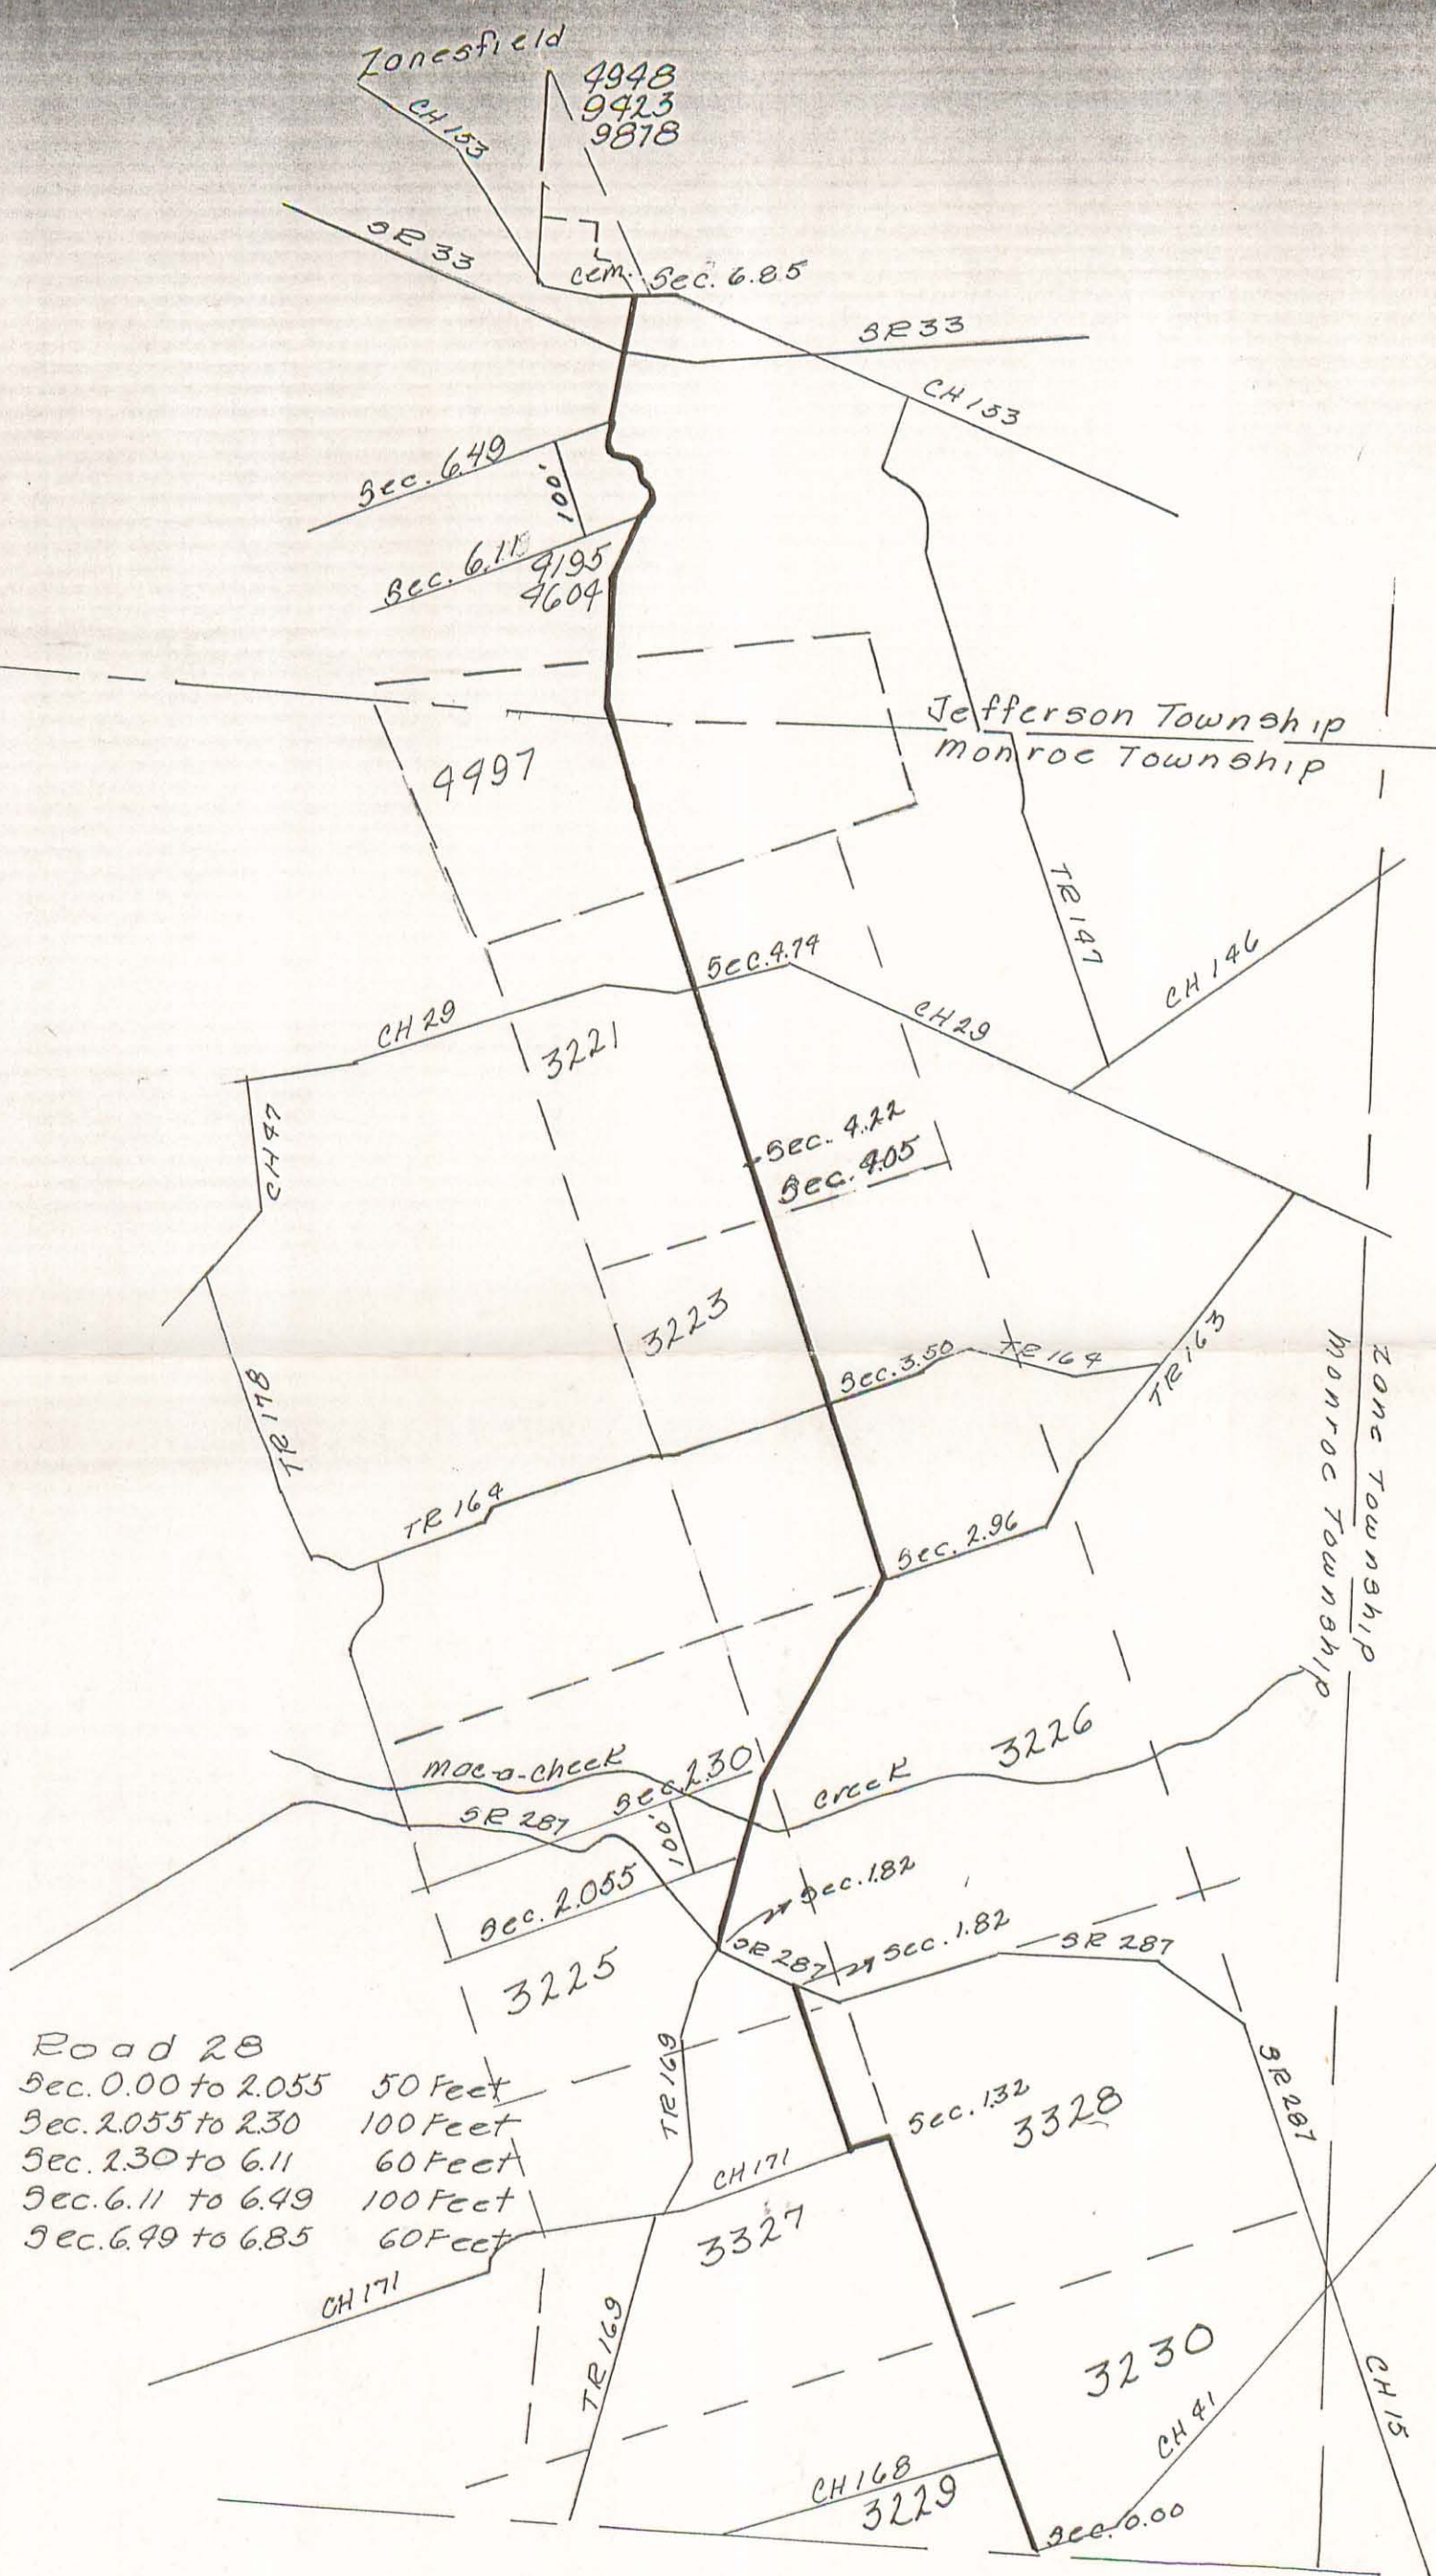 Zonesfield
4948
9423
9878
CH 153
SR 33
cem.
Sec. 6.85
SR 33
CH 153
Sec. 6.49
100'
Sec. 6.11
4195
4604
Jefferson Township
Monroe Township
4497
TR 147
CH 146
Sec. 4.74
CH 29
CH 29
3221
CH 47
Sec. 4.22
Sec. 4.05
3223
Sec. 3.50
TR 164
TR 163
Zone Township
Monroe Township
TR 148
TR 164
Sec. 2.96
3226
mac-o-cheek
creek
Sec. 2.30
SR 287
100'
Sec. 2.055
Sec. 1.82
SR 287
Sec. 1.82
SR 287
3225
Road 28
Sec. 0.00 to 2.055 50 Feet
Sec. 2.055 to 2.30 100 Feet
Sec. 2.30 to 6.11 60 Feet
Sec. 6.11 to 6.49 100 Feet
Sec. 6.49 to 6.85 60 Feet
TR 169
SR 287
Sec. 1.32
3328
CH 171
3327
CH 171
TR 169
3230
CH 41
CH 15
CH 168
3229
Sec. 0.00